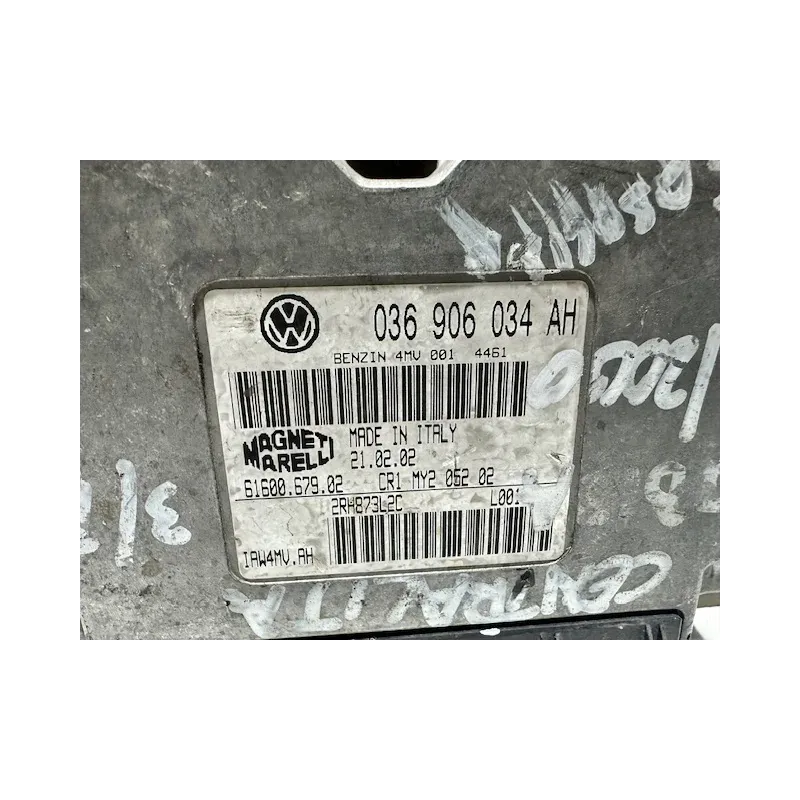 036 906 034 AH
BENZIN 4MV 001 4461
MAGNETI MARELLI
MADE IN ITALY
21.02.02
61600.679.02 CR1 MY2 052 02
2RH873L2C L001
IAW4MV.AH
CENTRALITA